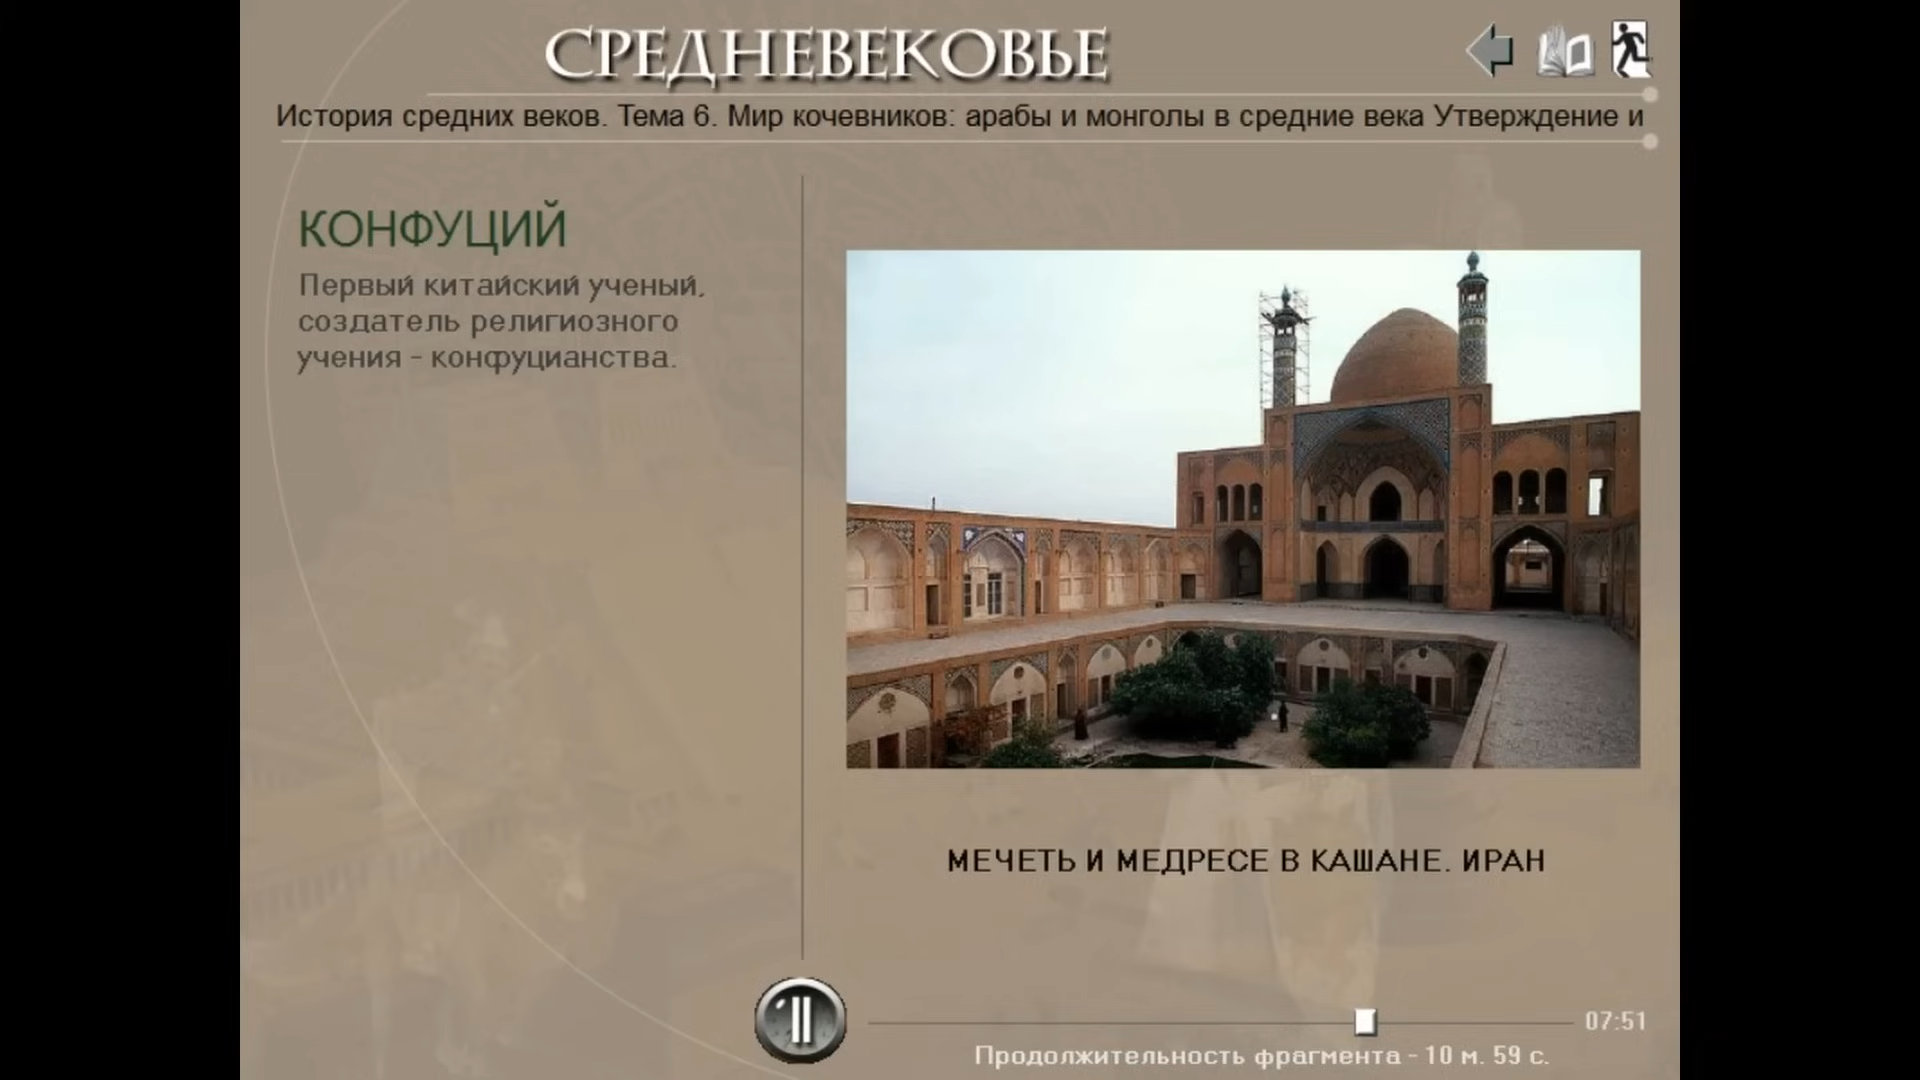 СРЕДНЕВЕКОВЬЕ
История средних веков. Тема 6. Мир кочевников: арабы и монголы в средние века Утверждение и
КОНФУЦИЙ
Первый китайский ученый,
создатель религиозного
учения - конфуцианства.
МЕЧЕТЬ И МЕДРЕСЕ В КАШАНЕ. ИРАН
07:51
Продолжительность фрагмента - 10 м. 59 с.